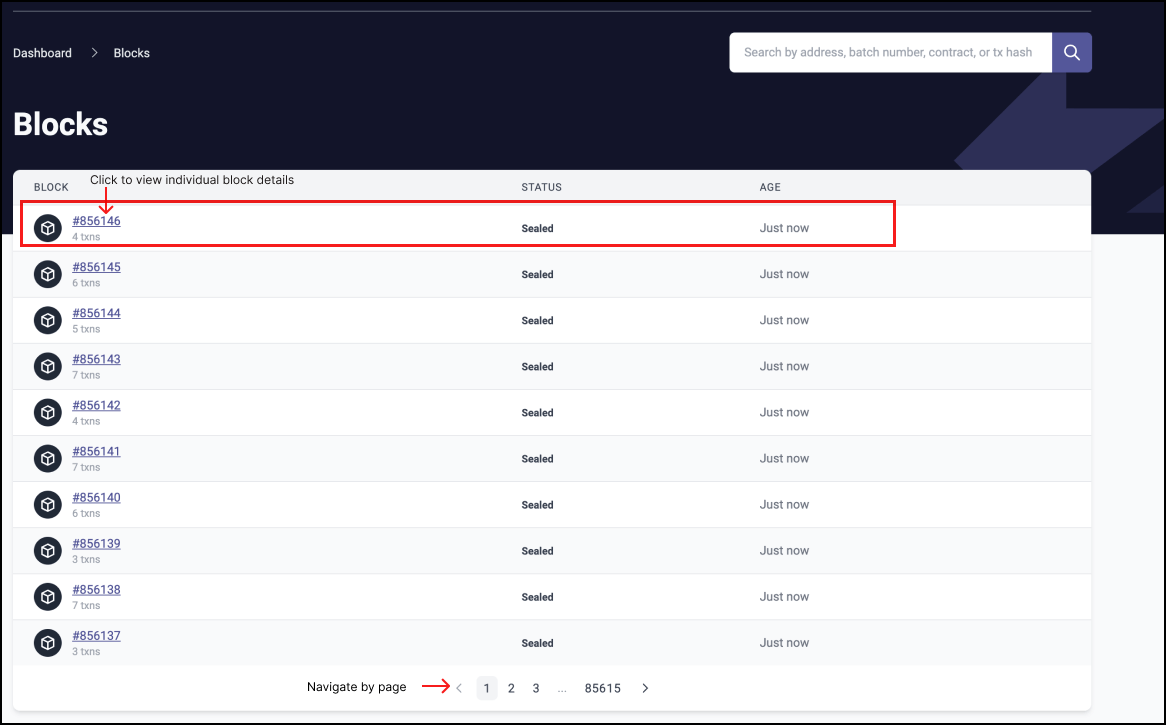 Dashboard > Blocks
Search by address, batch number, contract, or tx hash
Blocks
Click to view individual block details
BLOCK STATUS AGE
#856146
4 txns
Sealed Just now
#856145
6 txns
Sealed Just now
#856144
5 txns
Sealed Just now
#856143
7 txns
Sealed Just now
#856142
4 txns
Sealed Just now
#856141
7 txns
Sealed Just now
#856140
6 txns
Sealed Just now
#856139
3 txns
Sealed Just now
#856138
7 txns
Sealed Just now
#856137
3 txns
Sealed Just now
Navigate by page < 1 2 3 ... 85615 >